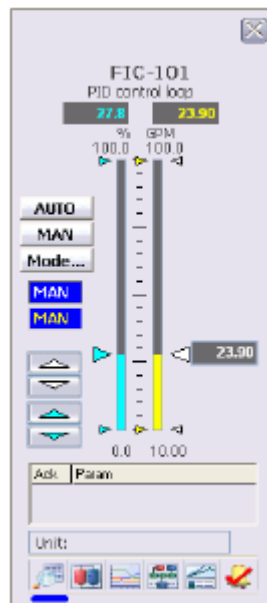 FIC-101
PID control loop
27.8 23.90
% GPM
100.0 100.0
AUTO
MAN
Mode...
MAN
MAN
23.90
0.0 10.00
Ack Param
Unit: